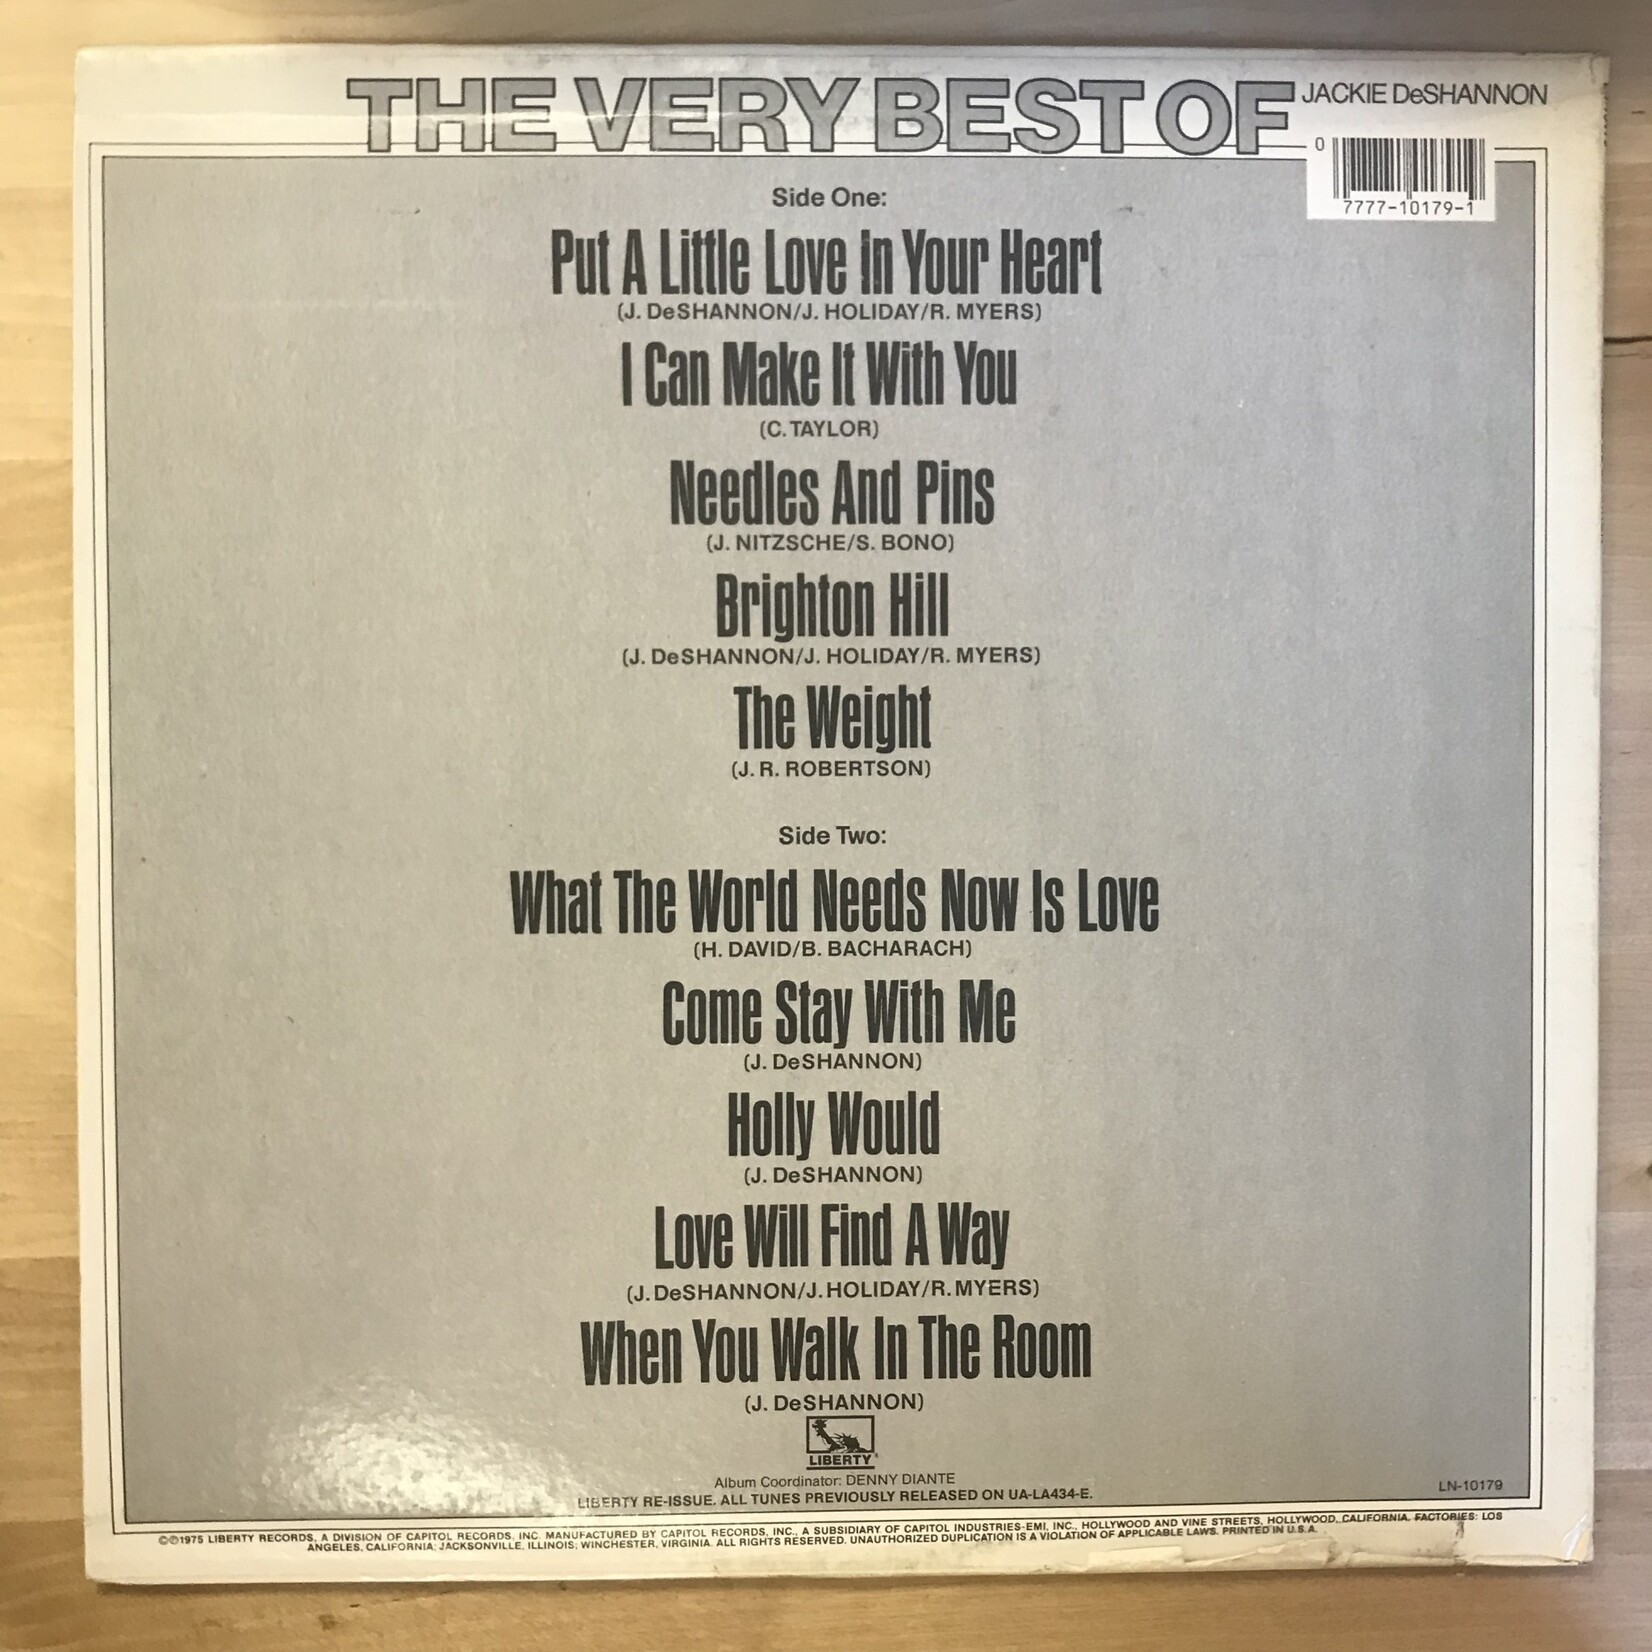 THE VERY BEST OF JACKIE DeSHANNON
0
7777-10179-1
Side One:
Put A Little Love In Your Heart
(J. DeSHANNON/J. HOLIDAY/R. MYERS)
I Can Make It With You
(C. TAYLOR)
Needles And Pins
(J. NITZSCHE/S. BONO)
Brighton Hill
(J. DeSHANNON/J. HOLIDAY/R. MYERS)
The Weight
(J. R. ROBERTSON)
Side Two:
What The World Needs Now Is Love
(H. DAVID/B. BACHARACH)
Come Stay With Me
(J. DeSHANNON)
Holly Would
(J. DeSHANNON)
Love Will Find A Way
(J. DeSHANNON/J. HOLIDAY/R. MYERS)
When You Walk In The Room
(J. DeSHANNON)
LIBERTY
Album Coordinator: DENNY DIANTE
LIBERTY RE-ISSUE. ALL TUNES PREVIOUSLY RELEASED ON UA-LA434-E.
LN-10179
©℗1975 LIBERTY RECORDS, A DIVISION OF CAPITOL RECORDS, INC. MANUFACTURED BY CAPITOL RECORDS, INC., A SUBSIDIARY OF CAPITOL INDUSTRIES-EMI, INC., HOLLYWOOD AND VINE STREETS, HOLLYWOOD, CALIFORNIA. FACTORIES: LOS
ANGELES, CALIFORNIA; JACKSONVILLE, ILLINOIS; WINCHESTER, VIRGINIA. ALL RIGHTS RESERVED. UNAUTHORIZED DUPLICATION IS A VIOLATION OF APPLICABLE LAWS. PRINTED IN U.S.A.